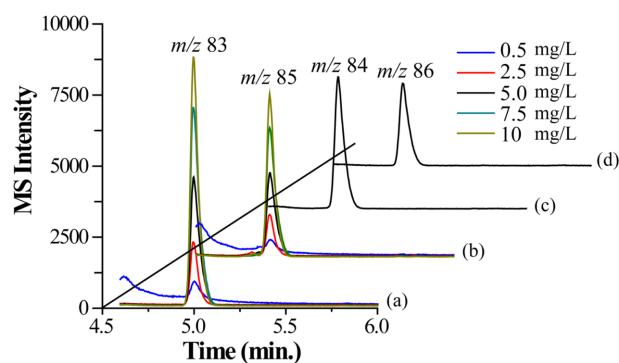 10000
7500
5000
2500
0
MS Intensity
m/z 83
m/z 85
m/z 84
m/z 86
0.5 mg/L
2.5 mg/L
5.0 mg/L
7.5 mg/L
10 mg/L
(d)
(c)
(b)
(a)
4.5 5.0 5.5 6.0
Time (min.)